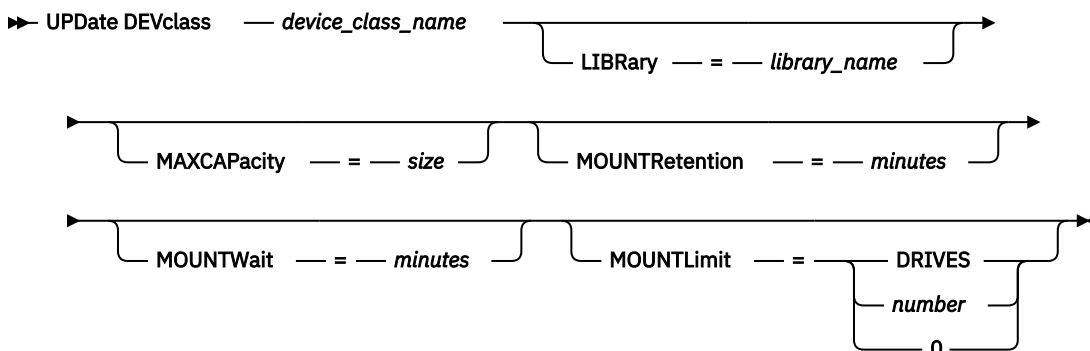 UPDate DEVclass device_class_name
LIBRary = library_name
MAXCAPacity = size MOUNTRetention = minutes
MOUNTWait = minutes MOUNTLimit = DRIVES
number
0